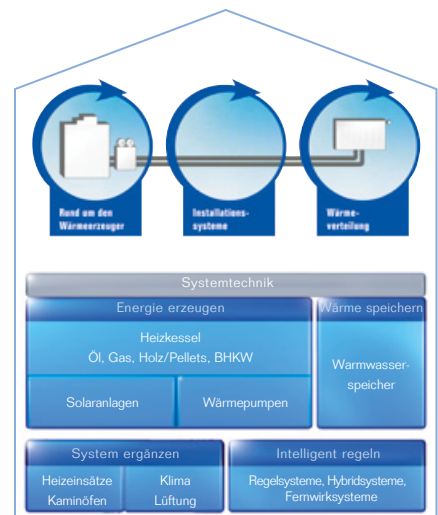 Rund um den
Wärmeerzeuger
Installations-
systeme
Wärme-
verteilung
Systemtechnik
Energie erzeugen
Heizkessel
Öl, Gas, Holz/Pellets, BHKW
Solaranlagen
Wärmepumpen
Wärme speichern
Warmwasser-
speicher
System ergänzen
Heizeinsätze
Kaminöfen
Klima
Lüftung
Intelligent regeln
Regelsysteme, Hybridsysteme,
Fernwirksysteme